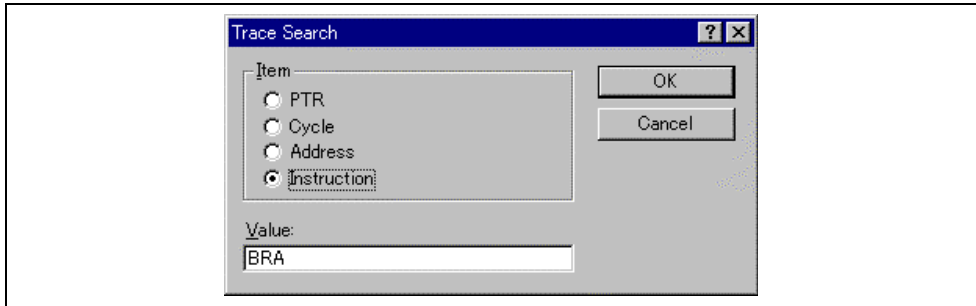 Trace Search
Item
PTR
Cycle
Address
Instruction
OK
Cancel
Value:
BRA